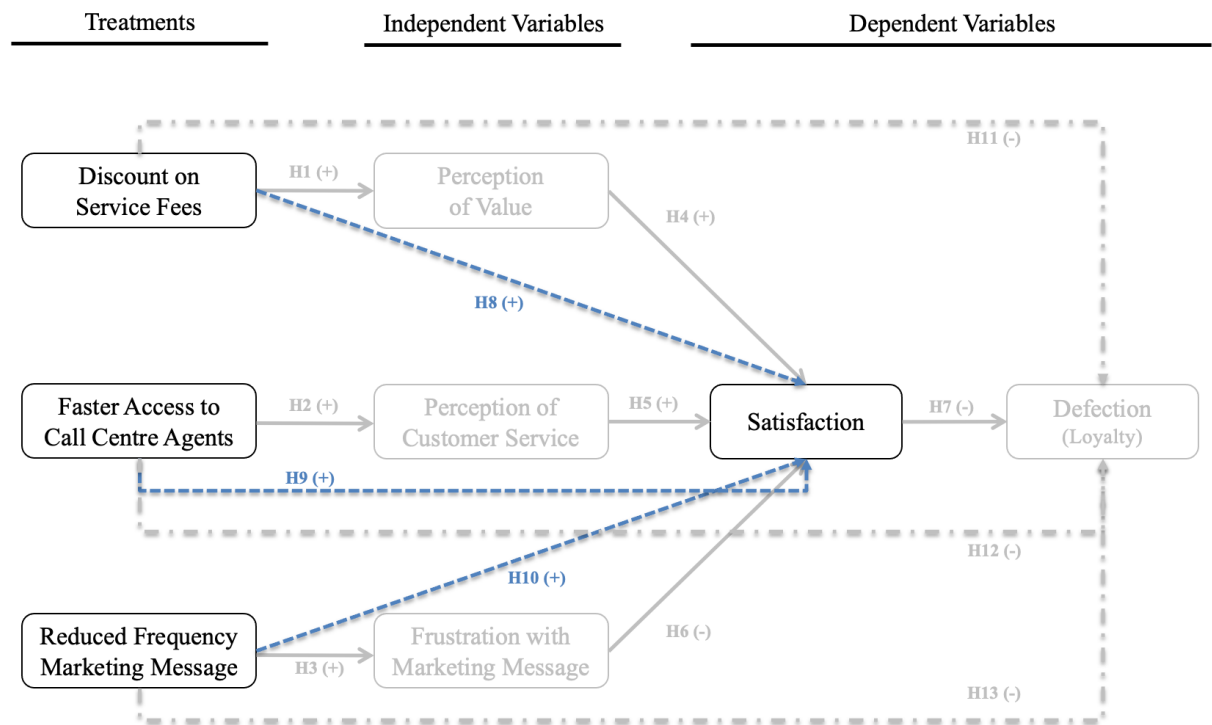 Treatments
Independent Variables
Dependent Variables
H11 (-)
Discount on
Service Fees
H1 (+)
Perception
of Value
H4 (+)
H8 (+)
Faster Access to
Call Centre Agents
H2 (+)
Perception of
Customer Service
H5 (+)
Satisfaction
H7 (-)
Defection
(Loyalty)
H9 (+)
H12 (-)
H10 (+)
Reduced Frequency
Marketing Message
H3 (+)
Frustration with
Marketing Message
H6 (-)
H13 (-)